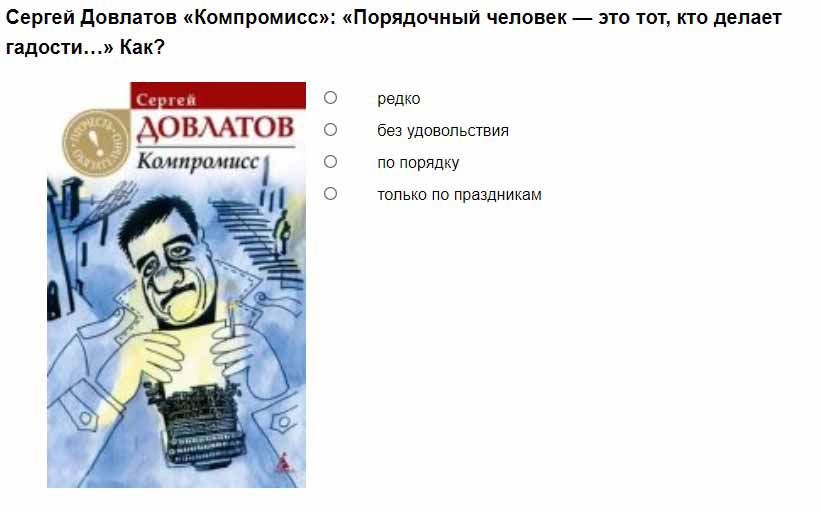 Сергей Довлатов «Компромисс»: «Порядочный человек — это тот, кто делает
гадости…» Как?
Сергей
ДОВЛАТОВ
Компромисс
ПРОЧЕСТЬ ОБЯЗАТЕЛЬНО
!
редко
без удовольствия
по порядку
только по праздникам